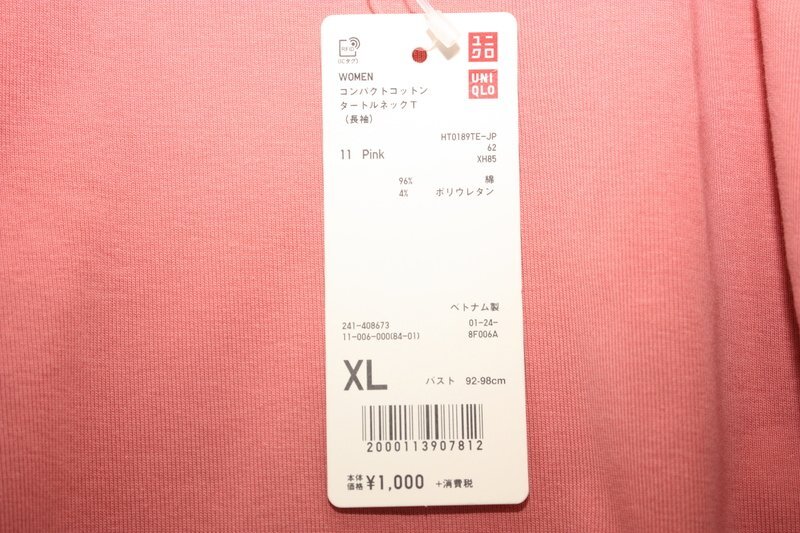 RFID
(ICタグ)
ユニ
クロ
UNI
QLO
WOMEN
コンパクトコットン
タートルネックT
(長袖)
HT0189TE-JP
62
11 Pink
XH85
96% 綿
4% ポリウレタン
ベトナム製
241-408673 01-24-
11-006-000(84-01) 8F006A
XL バスト 92-98cm
2000113907812
本体
価格 ¥1,000 +消費税